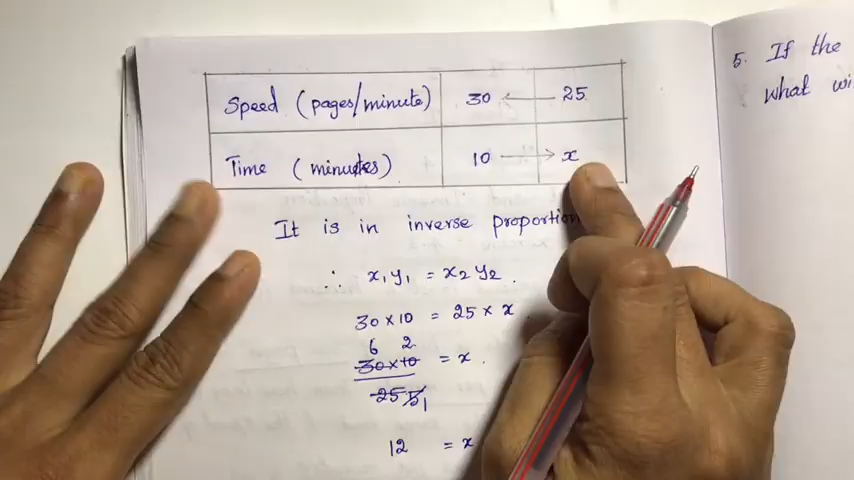 Speed (pages/minute) 30 ← 25
Time (minutes) 10 → x
It is in inverse proportion
∴ x₁y₁ = x₂y₂.
30 × 10 = 25 × x
6 2
30×10 = x.
25 5 1
12 = x
5. If the
what wi